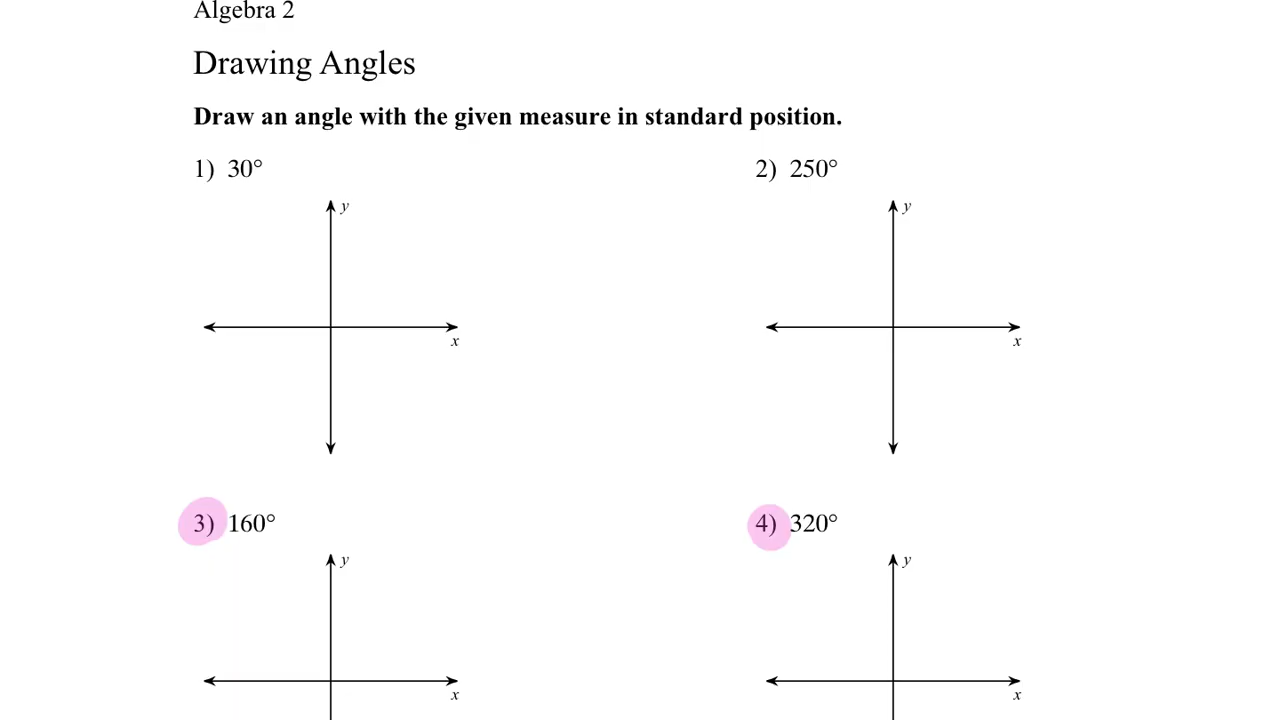 Algebra 2
Drawing Angles
Draw an angle with the given measure in standard position.
1) 30°
2) 250°
y
x
y
x
3) 160°
4) 320°
y
x
y
x